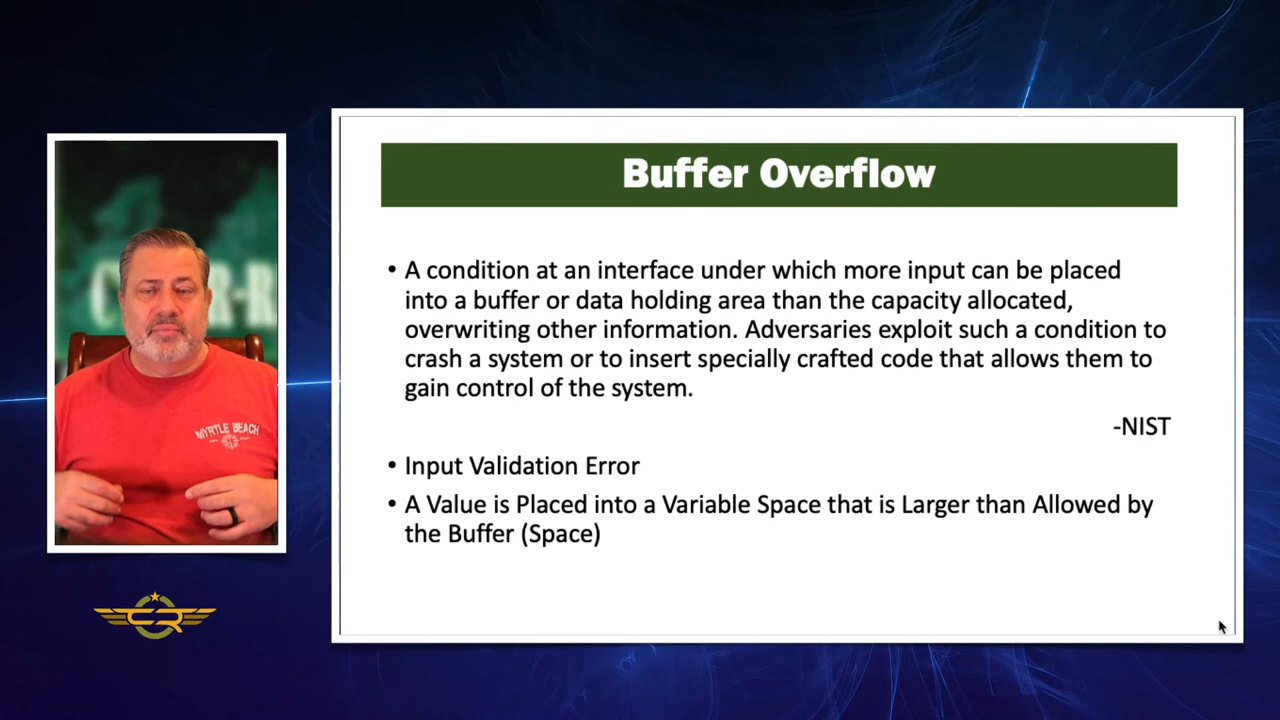 Buffer Overflow
• A condition at an interface under which more input can be placed
into a buffer or data holding area than the capacity allocated,
overwriting other information. Adversaries exploit such a condition to
crash a system or to insert specially crafted code that allows them to
gain control of the system.
-NIST
• Input Validation Error
• A Value is Placed into a Variable Space that is Larger than Allowed by
the Buffer (Space)
MYRTLE BEACH
CR